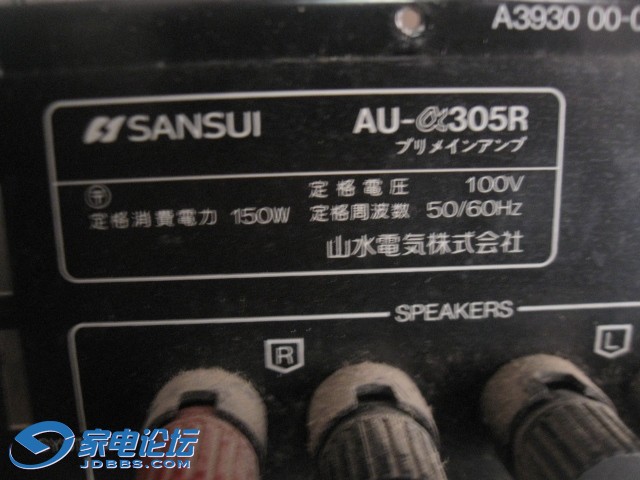 A3930 00-0
SANSUI AU-α305R
プリメインアンプ
定格電圧 100V
定格消費電力 150W 定格周波数 50/60Hz
山水電気株式会社
SPEAKERS
R L
家电论坛
JDBBS.COM